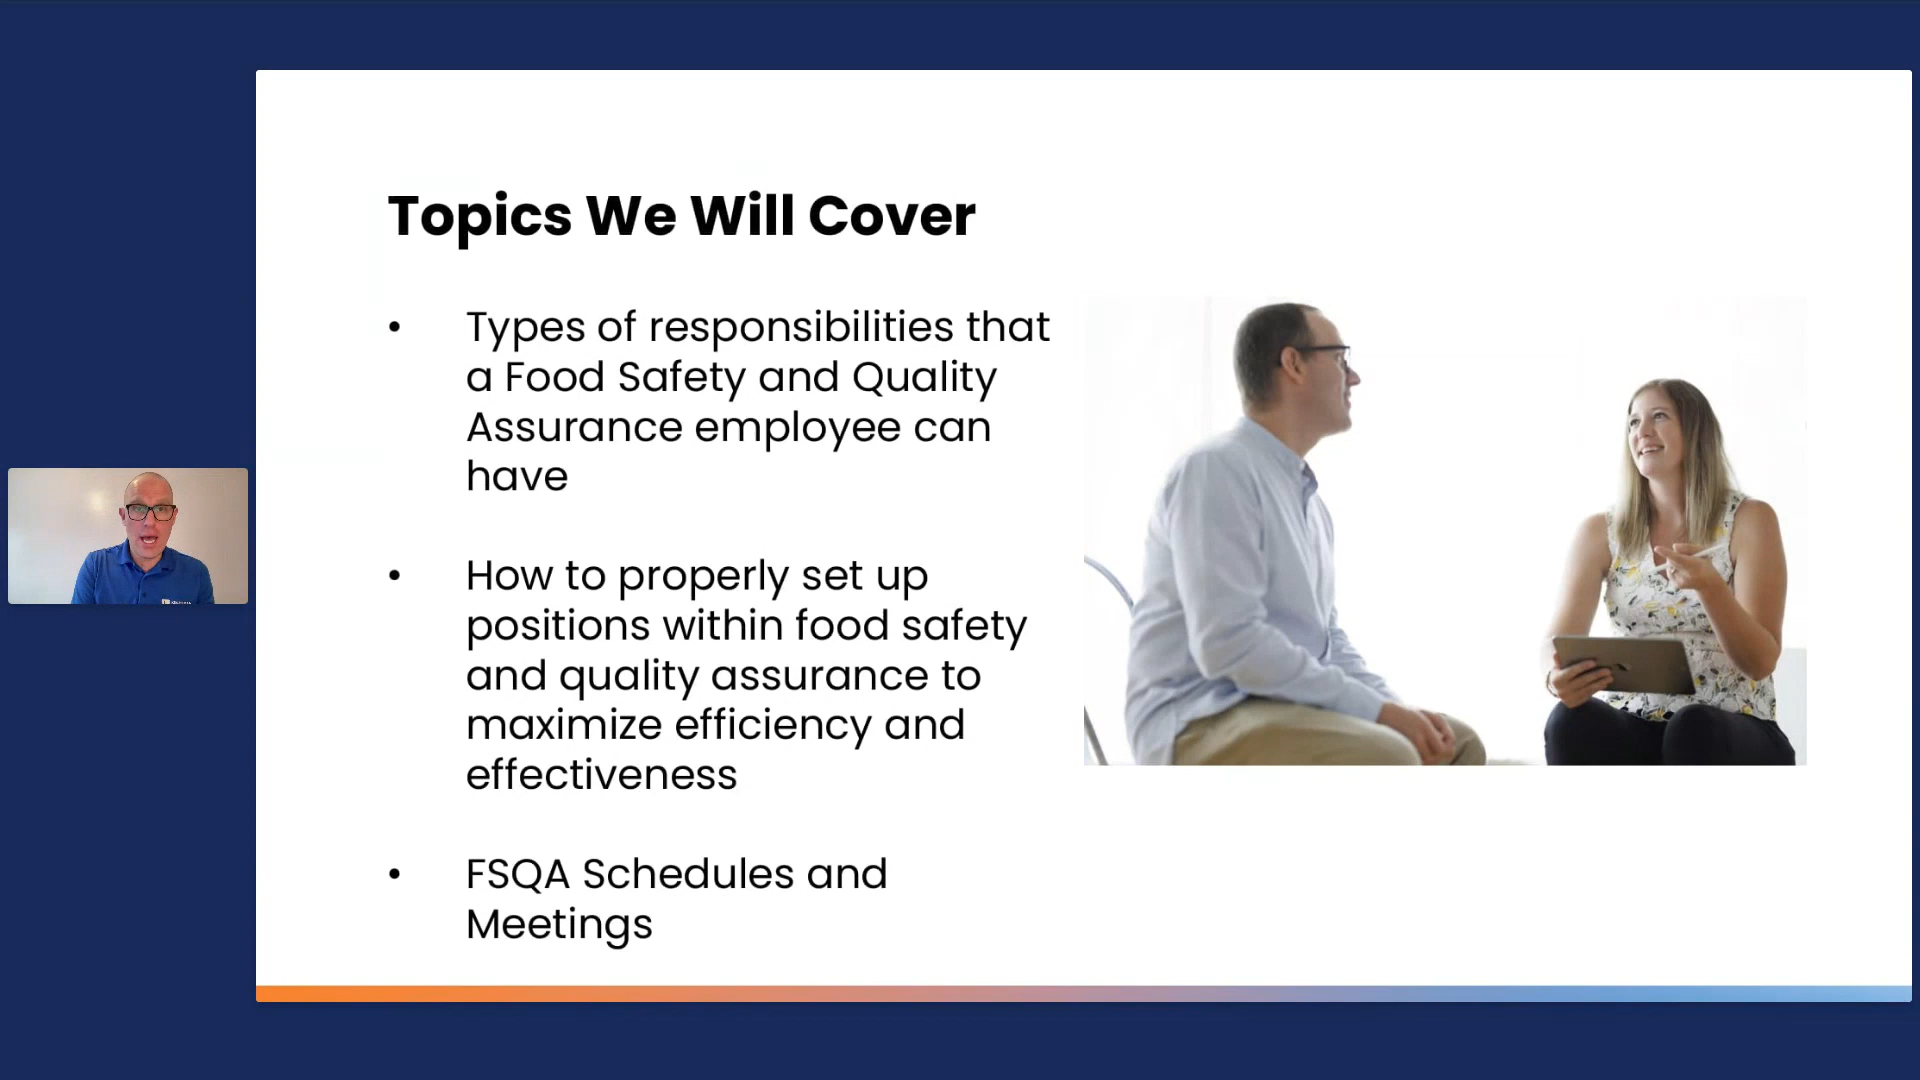 Topics We Will Cover
• Types of responsibilities that
a Food Safety and Quality
Assurance employee can
have
• How to properly set up
positions within food safety
and quality assurance to
maximize efficiency and
effectiveness
• FSQA Schedules and
Meetings